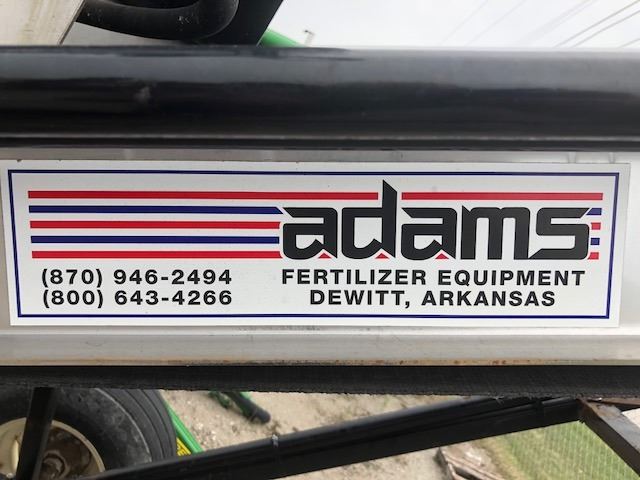 adams
(870) 946-2494 FERTILIZER EQUIPMENT
(800) 643-4266 DEWITT, ARKANSAS